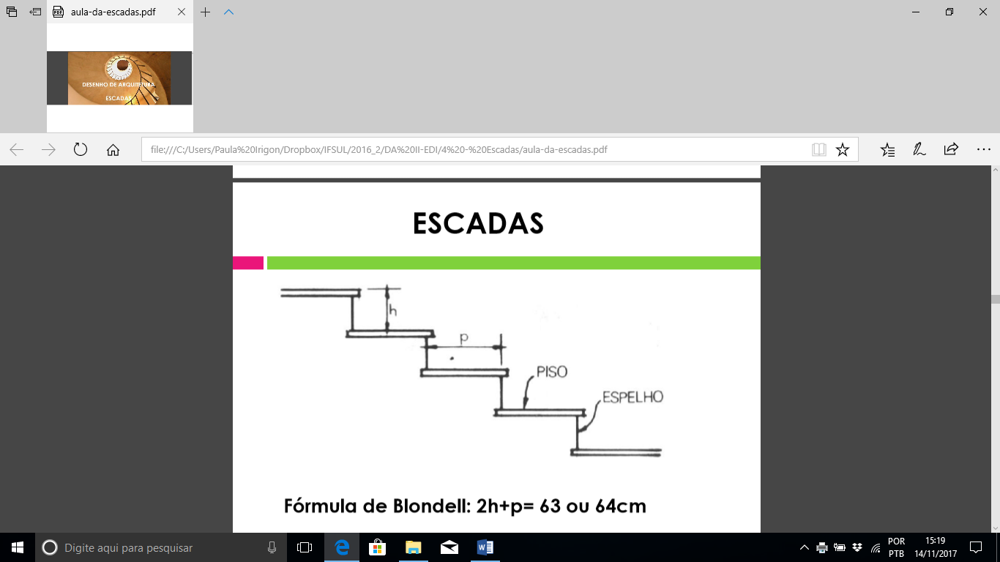 aula-da-escadas.pdf
DESENHO DE ARQUITETURA
ESCADAS
file:///C:/Users/Paula%20Irigon/Dropbox/IFSUL/2016_2/DA%20II-EDI/4%20-%20Escadas/aula-da-escadas.pdf
ESCADAS
h
p
PISO
ESPELHO
Fórmula de Blondell: 2h+p= 63 ou 64cm
Digite aqui para pesquisar
POR
PTB
15:19
14/11/2017